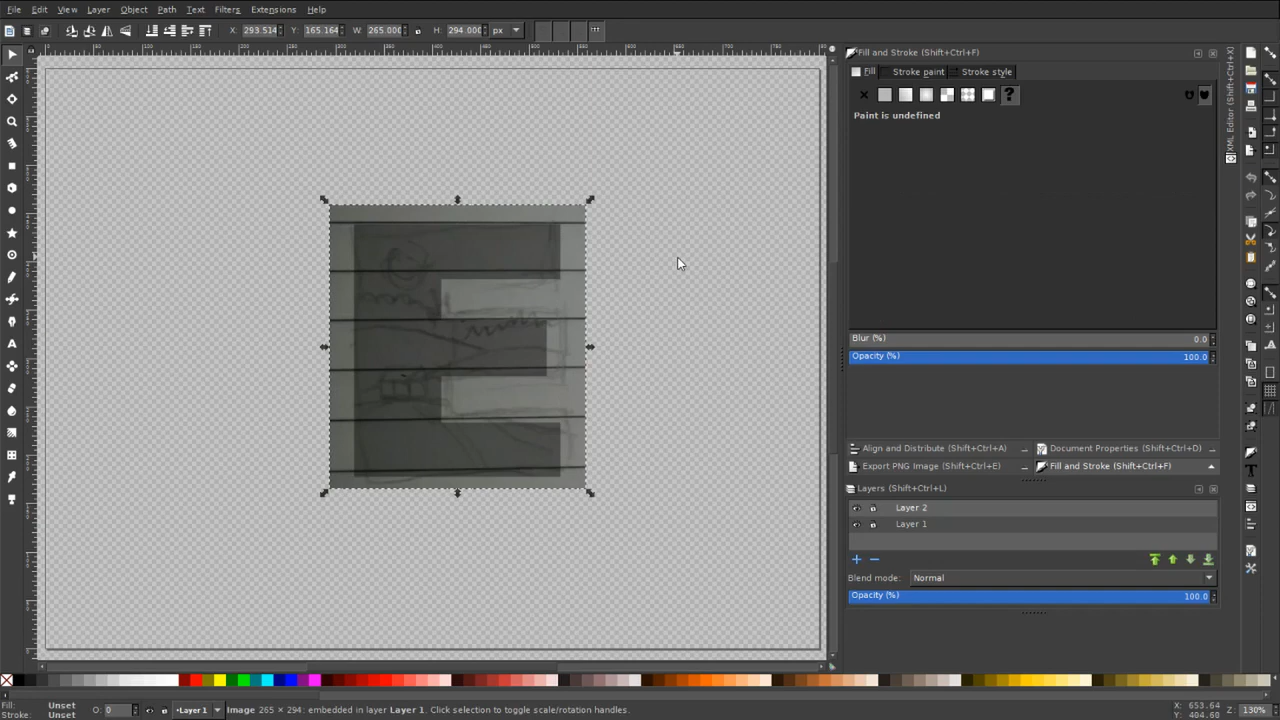 File Edit View Layer Object Path Text Filters Extensions Help
X: 293.514 Y: 165.164 W: 265.000 H: 294.000 px
Fill and Stroke (Shift+Ctrl+F)
Fill Stroke paint Stroke style
Paint is undefined
Blur (%) 0.0
Opacity (%) 100.0
Align and Distribute (Shift+Ctrl+A) Document Properties (Shift+Ctrl+D)
Export PNG Image (Shift+Ctrl+E) Fill and Stroke (Shift+Ctrl+F)
Layers (Shift+Ctrl+L)
Layer 2
Layer 1
Blend mode: Normal
Opacity (%) 100.0
XML Editor (Shift+Ctrl+X)
E
Fill: Unset
Stroke: Unset
O: 0
Layer 1
Image 265 × 294: embedded in layer Layer 1. Click selection to toggle scale/rotation handles.
X: 653.64
Y: 404.60
Z: 130%